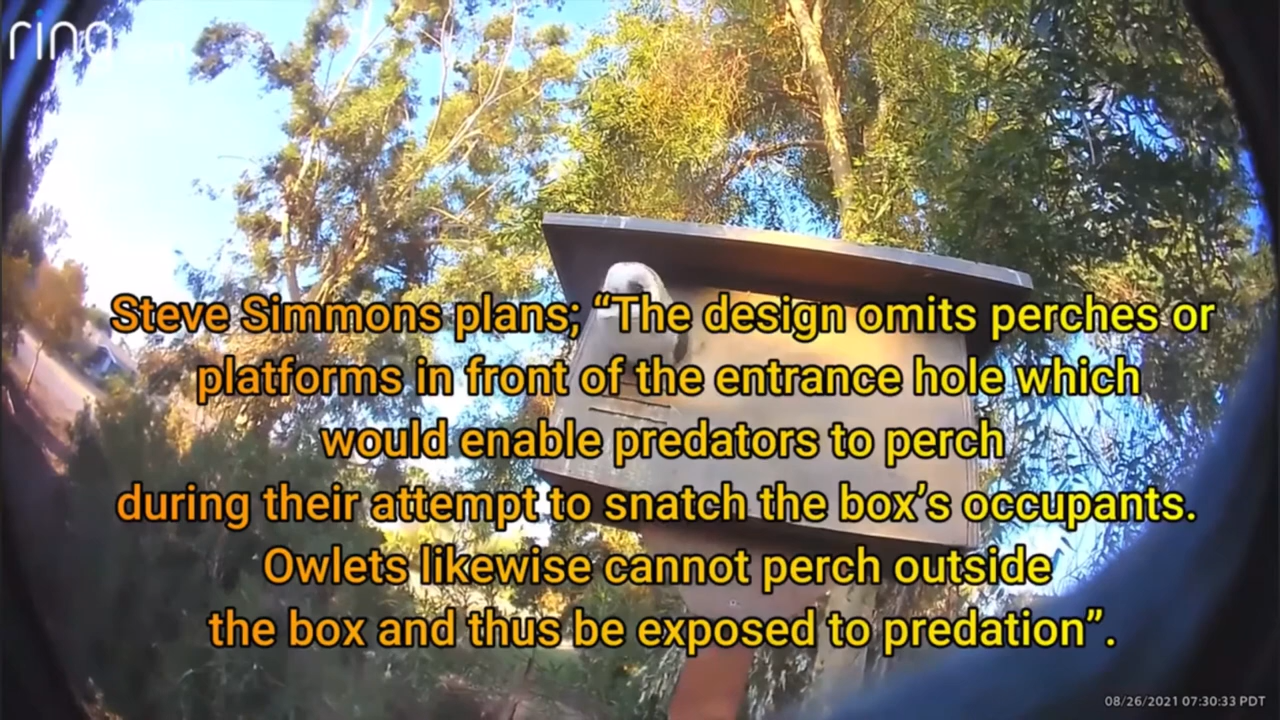 ring
Steve Simmons plans; “The design omits perches or
platforms in front of the entrance hole which
would enable predators to perch
during their attempt to snatch the box’s occupants.
Owlets likewise cannot perch outside
the box and thus be exposed to predation”.
08/26/2021 07:30:33 PDT